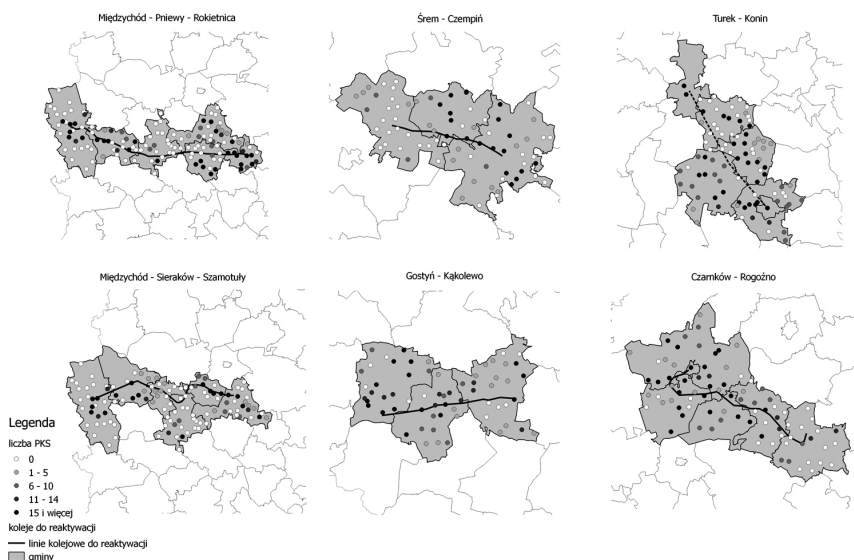 Międzychód - Pniewy - Rokietnica
Śrem - Czempiń
Turek - Konin
Międzychód - Sieraków - Szamotuły
Gostyń - Kąkolewo
Czarnków - Rogoźno
Legenda
liczba PKS
0
1 - 5
6 - 10
11 - 14
15 i więcej
koleje do reaktywacji
linie kolejowe do reaktywacji
gminy